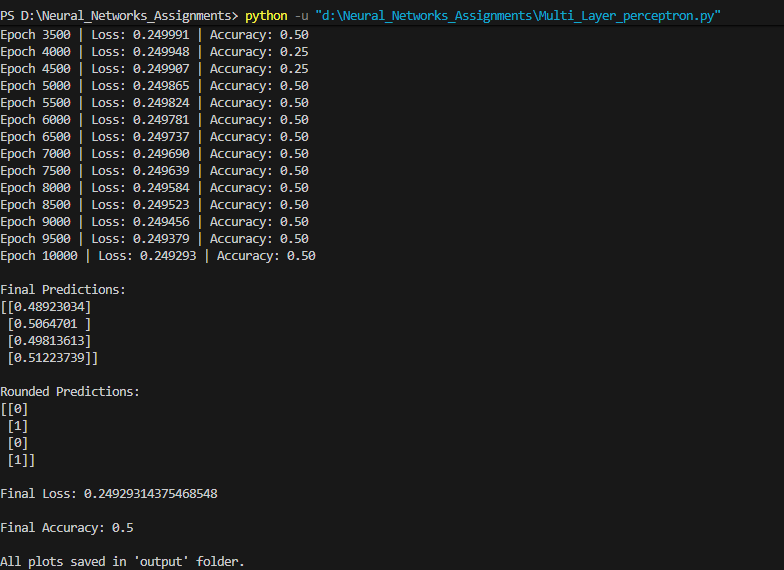 PS D:\Neural_Networks_Assignments> python -u "d:\Neural_Networks_Assignments\Multi_Layer_perceptron.py"
Epoch 3500 | Loss: 0.249991 | Accuracy: 0.50
Epoch 4000 | Loss: 0.249948 | Accuracy: 0.25
Epoch 4500 | Loss: 0.249907 | Accuracy: 0.25
Epoch 5000 | Loss: 0.249865 | Accuracy: 0.50
Epoch 5500 | Loss: 0.249824 | Accuracy: 0.50
Epoch 6000 | Loss: 0.249781 | Accuracy: 0.50
Epoch 6500 | Loss: 0.249737 | Accuracy: 0.50
Epoch 7000 | Loss: 0.249690 | Accuracy: 0.50
Epoch 7500 | Loss: 0.249639 | Accuracy: 0.50
Epoch 8000 | Loss: 0.249584 | Accuracy: 0.50
Epoch 8500 | Loss: 0.249523 | Accuracy: 0.50
Epoch 9000 | Loss: 0.249456 | Accuracy: 0.50
Epoch 9500 | Loss: 0.249379 | Accuracy: 0.50
Epoch 10000 | Loss: 0.249293 | Accuracy: 0.50

Final Predictions:
[[0.48923034]
 [0.5064701 ]
 [0.49813613]
 [0.51223739]]

Rounded Predictions:
[[0]
 [1]
 [0]
 [1]]

Final Loss: 0.24929314375468548

Final Accuracy: 0.5

All plots saved in 'output' folder.